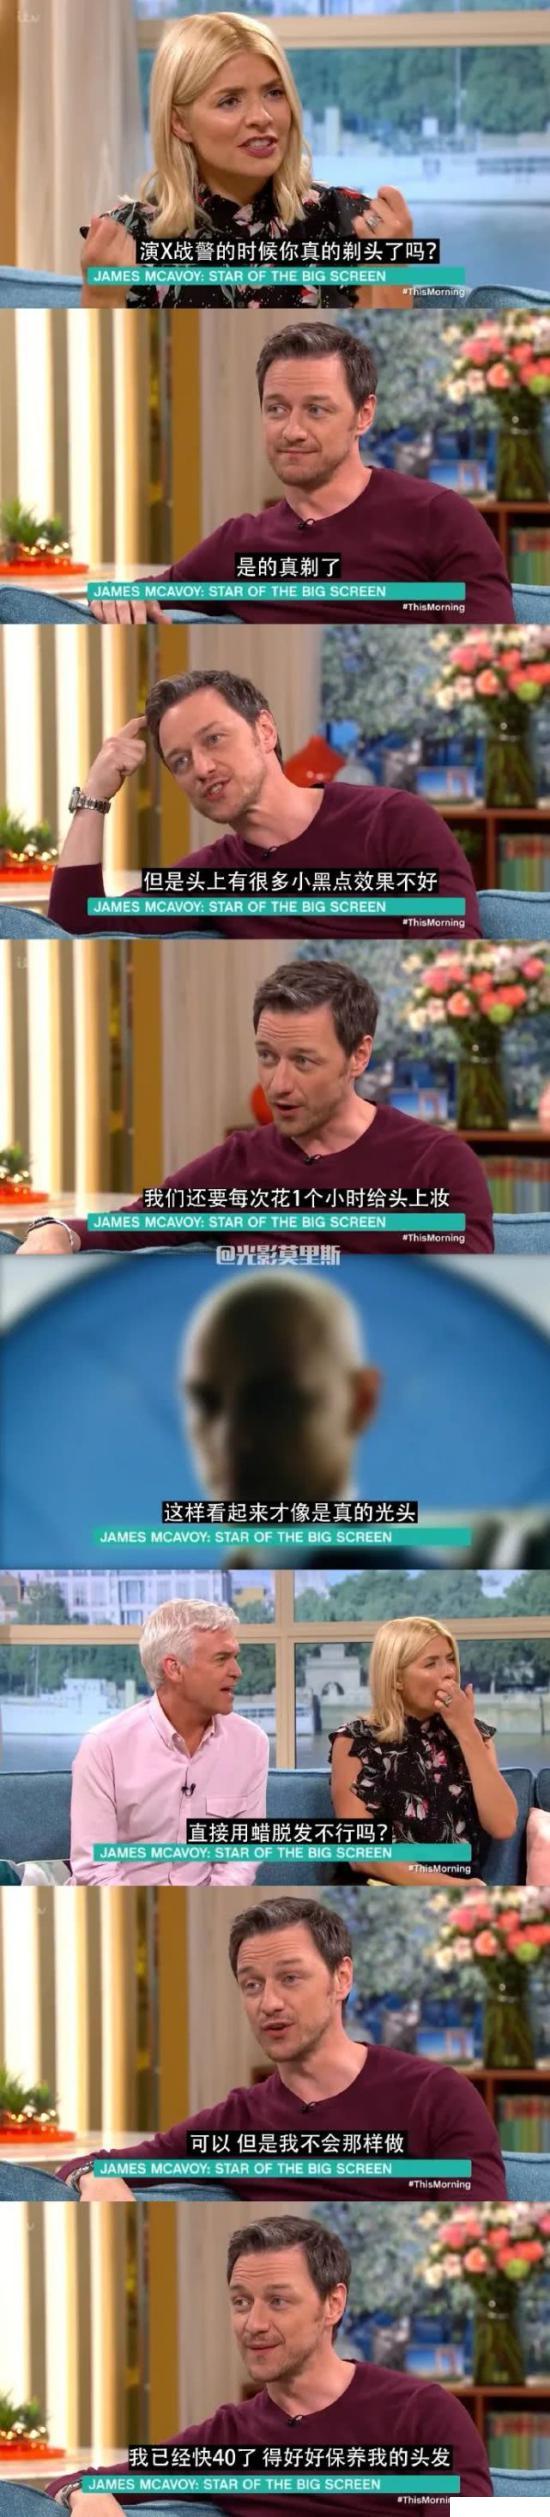 itv
演X战警的时候你真的剃头了吗?
JAMES MCAVOY: STAR OF THE BIG SCREEN
#ThisMorning
是的真剃了
JAMES MCAVOY: STAR OF THE BIG SCREEN
#ThisMorning
但是头上有很多小黑点效果不好
JAMES MCAVOY: STAR OF THE BIG SCREEN
#ThisMorning
我们还要每次花1个小时给头上妆
JAMES MCAVOY: STAR OF THE BIG SCREEN
#ThisMorning
@光影莫里斯
这样看起来才像是真的光头
JAMES MCAVOY: STAR OF THE BIG SCREEN
itv
直接用蜡脱发不行吗?
JAMES MCAVOY: STAR OF THE BIG SCREEN
#ThisMorning
可以 但是我不会那样做
JAMES MCAVOY: STAR OF THE BIG SCREEN
#ThisMorning
我已经快40了 得好好保养我的头发
JAMES MCAVOY: STAR OF THE BIG SCREEN
#ThisMorni